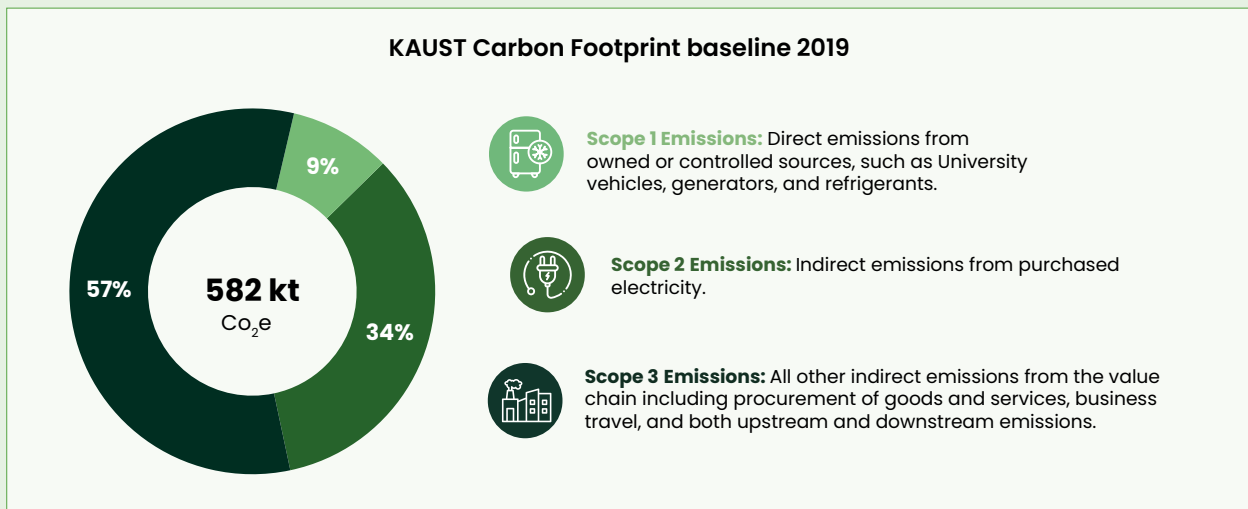 KAUST Carbon Footprint baseline 2019
9%
57%
34%
582 kt
Co₂e
Scope 1 Emissions: Direct emissions from
owned or controlled sources, such as University
vehicles, generators, and refrigerants.
Scope 2 Emissions: Indirect emissions from purchased
electricity.
Scope 3 Emissions: All other indirect emissions from the value
chain including procurement of goods and services, business
travel, and both upstream and downstream emissions.